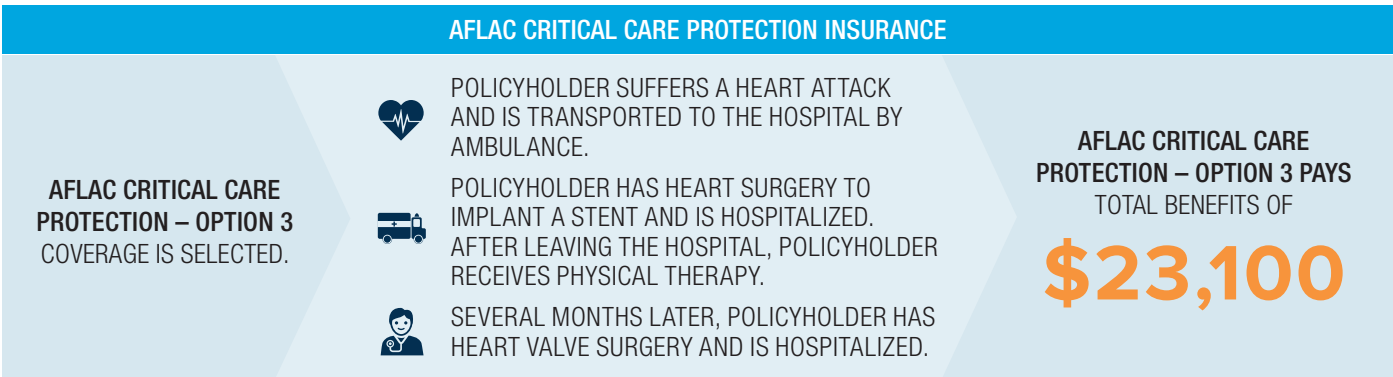 AFLAC CRITICAL CARE PROTECTION INSURANCE
AFLAC CRITICAL CARE
PROTECTION – OPTION 3
COVERAGE IS SELECTED.
POLICYHOLDER SUFFERS A HEART ATTACK
AND IS TRANSPORTED TO THE HOSPITAL BY
AMBULANCE.
POLICYHOLDER HAS HEART SURGERY TO
IMPLANT A STENT AND IS HOSPITALIZED.
AFTER LEAVING THE HOSPITAL, POLICYHOLDER
RECEIVES PHYSICAL THERAPY.
SEVERAL MONTHS LATER, POLICYHOLDER HAS
HEART VALVE SURGERY AND IS HOSPITALIZED.
AFLAC CRITICAL CARE
PROTECTION – OPTION 3 PAYS
TOTAL BENEFITS OF
$23,100